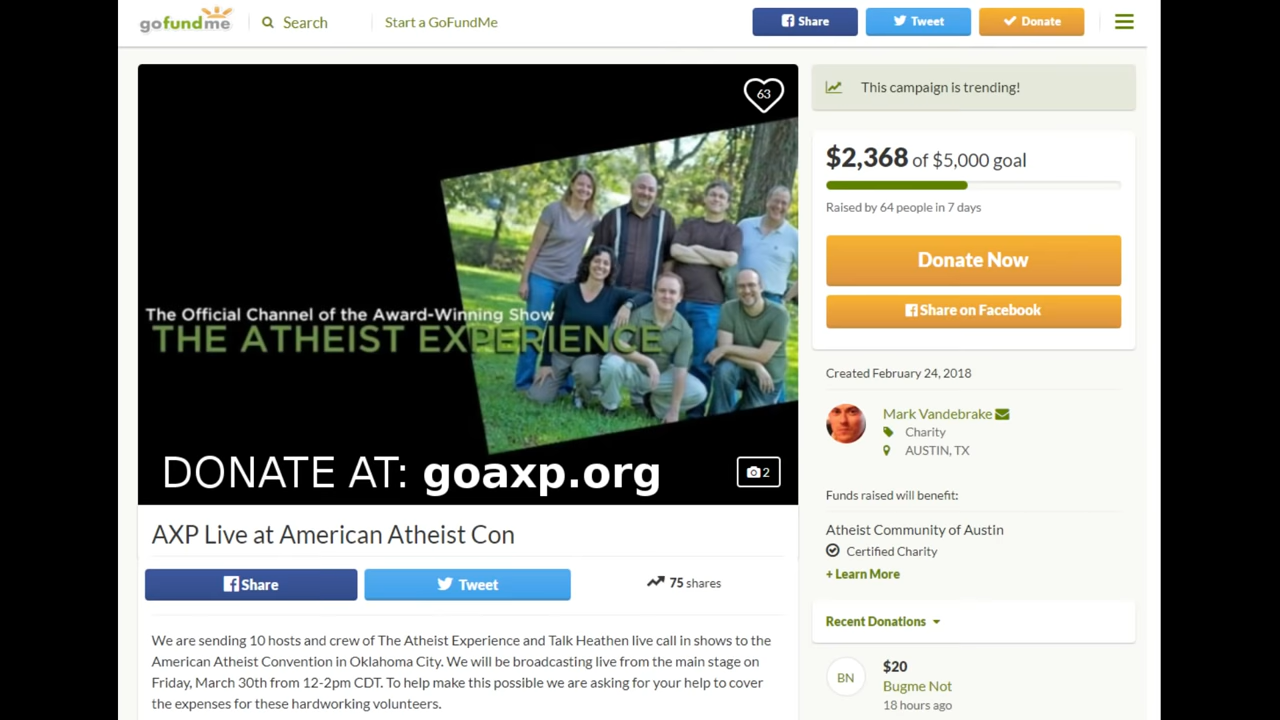 gofundme
Search
Start a GoFundMe
Share
Tweet
Donate
63
The Official Channel of the Award-Winning Show
THE ATHEIST EXPERIENCE
DONATE AT: goaxp.org
2
AXP Live at American Atheist Con
Share
Tweet
75 shares
We are sending 10 hosts and crew of The Atheist Experience and Talk Heathen live call in shows to the
American Atheist Convention in Oklahoma City. We will be broadcasting live from the main stage on
Friday, March 30th from 12-2pm CDT. To help make this possible we are asking for your help to cover
the expenses for these hardworking volunteers.
This campaign is trending!
$2,368 of $5,000 goal
Raised by 64 people in 7 days
Donate Now
Share on Facebook
Created February 24, 2018
Mark Vandebrake
Charity
AUSTIN, TX
Funds raised will benefit:
Atheist Community of Austin
Certified Charity
+ Learn More
Recent Donations
BN
$20
Bugme Not
18 hours ago